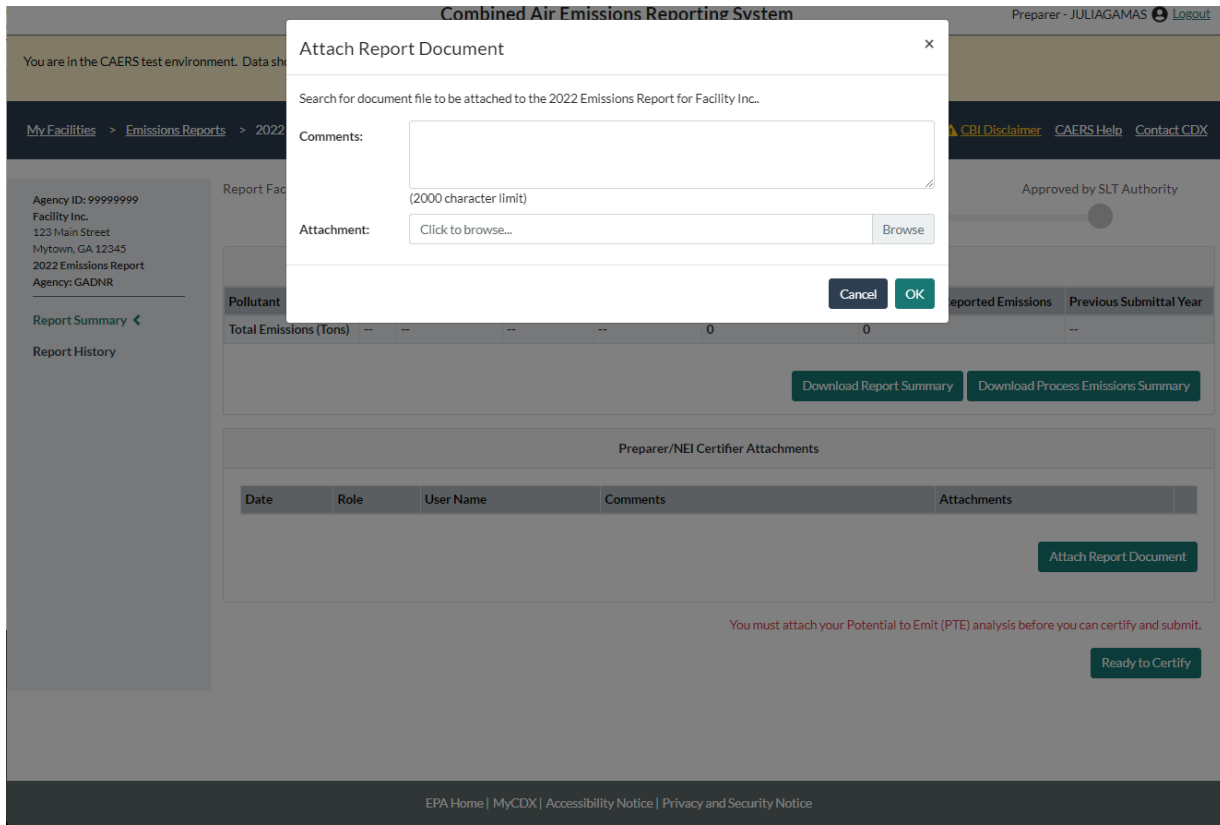 Combined Air Emissions Reporting System
Preparer - JULIAGAMAS Logout
You are in the CAERS test environment. Data sho
Attach Report Document ×
Search for document file to be attached to the 2022 Emissions Report for Facility Inc..
Comments:
(2000 character limit)
Attachment: Click to browse... Browse
Cancel OK
My Facilities > Emissions Reports > 2022
CBI Disclaimer CAERS Help Contact CDX
Agency ID: 99999999
Facility Inc.
123 Main Street
Mytown, GA 12345
2022 Emissions Report
Agency: GADNR
Report Summary
Report History
Report Fac
Approved by SLT Authority
Pollutant eported Emissions Previous Submittal Year
Total Emissions (Tons) -- -- -- -- 0 0 --
Download Report Summary Download Process Emissions Summary
Preparer/NEI Certifier Attachments
Date Role User Name Comments Attachments
Attach Report Document
You must attach your Potential to Emit (PTE) analysis before you can certify and submit.
Ready to Certify
EPA Home | MyCDX | Accessibility Notice | Privacy and Security Notice